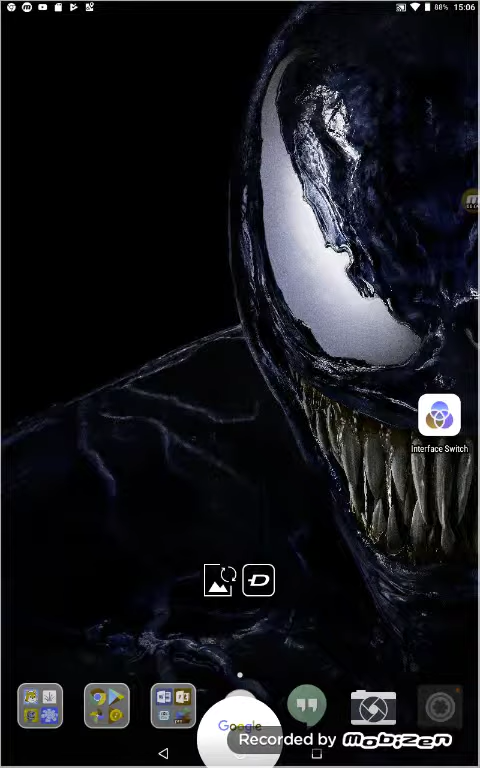 88% 15:06
Interface Switch
D
Google
Recorded by mobizen